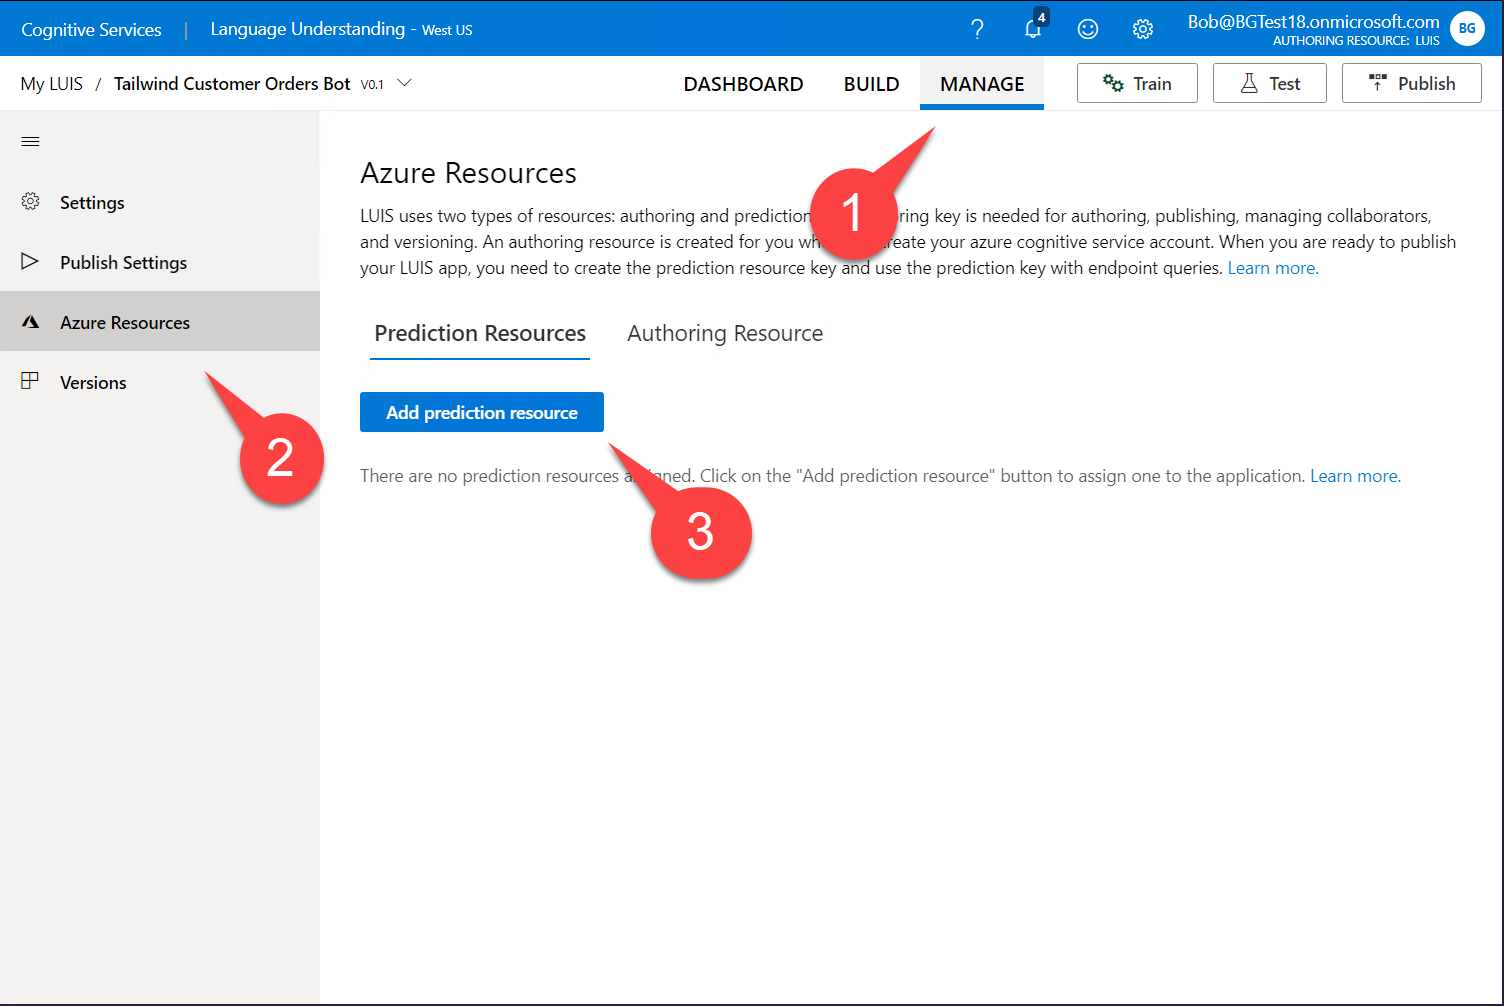 Cognitive Services | Language Understanding - West US
4
Bob@BGTest18.onmicrosoft.com
AUTHORING RESOURCE: LUIS
BG
My LUIS / Tailwind Customer Orders Bot V0.1
DASHBOARD BUILD MANAGE Train Test Publish
Settings
Publish Settings
Azure Resources
Versions
Azure Resources
LUIS uses two types of resources: authoring and prediction ring key is needed for authoring, publishing, managing collaborators,
and versioning. An authoring resource is created for you create your azure cognitive service account. When you are ready to publish
your LUIS app, you need to create the prediction resource key and use the prediction key with endpoint queries. Learn more.
Prediction Resources Authoring Resource
Add prediction resource
There are no prediction resources assigned. Click on the "Add prediction resource" button to assign one to the application. Learn more.
1
2
3